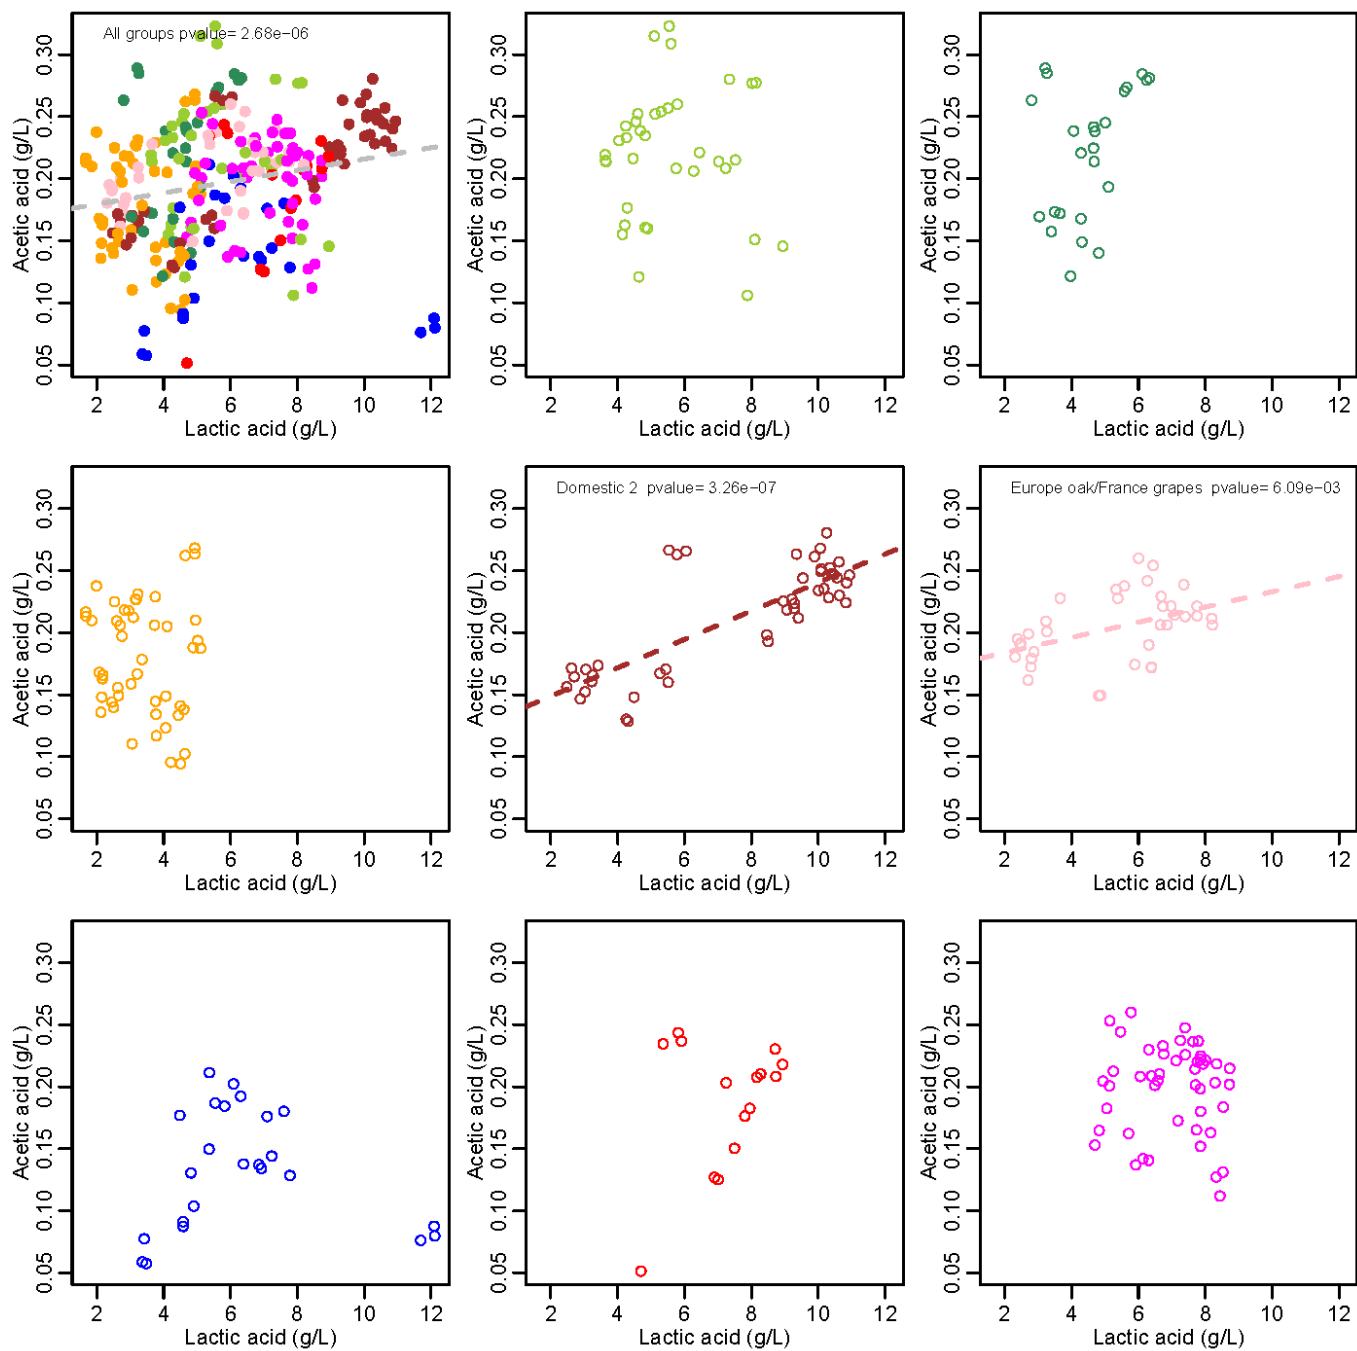 All groups pvalue= 2.68e−06
Acetic acid (g/L)
0.05 0.10 0.15 0.20 0.25 0.30
2 4 6 8 10 12
Lactic acid (g/L)
Acetic acid (g/L)
0.05 0.10 0.15 0.20 0.25 0.30
2 4 6 8 10 12
Lactic acid (g/L)
Acetic acid (g/L)
0.05 0.10 0.15 0.20 0.25 0.30
2 4 6 8 10 12
Lactic acid (g/L)
Acetic acid (g/L)
0.05 0.10 0.15 0.20 0.25 0.30
2 4 6 8 10 12
Lactic acid (g/L)
Domestic 2 pvalue= 3.26e−07
Acetic acid (g/L)
0.05 0.10 0.15 0.20 0.25 0.30
2 4 6 8 10 12
Lactic acid (g/L)
Europe oak/France grapes pvalue= 6.09e−03
Acetic acid (g/L)
0.05 0.10 0.15 0.20 0.25 0.30
2 4 6 8 10 12
Lactic acid (g/L)
Acetic acid (g/L)
0.05 0.10 0.15 0.20 0.25 0.30
2 4 6 8 10 12
Lactic acid (g/L)
Acetic acid (g/L)
0.05 0.10 0.15 0.20 0.25 0.30
2 4 6 8 10 12
Lactic acid (g/L)
Acetic acid (g/L)
0.05 0.10 0.15 0.20 0.25 0.30
2 4 6 8 10 12
Lactic acid (g/L)